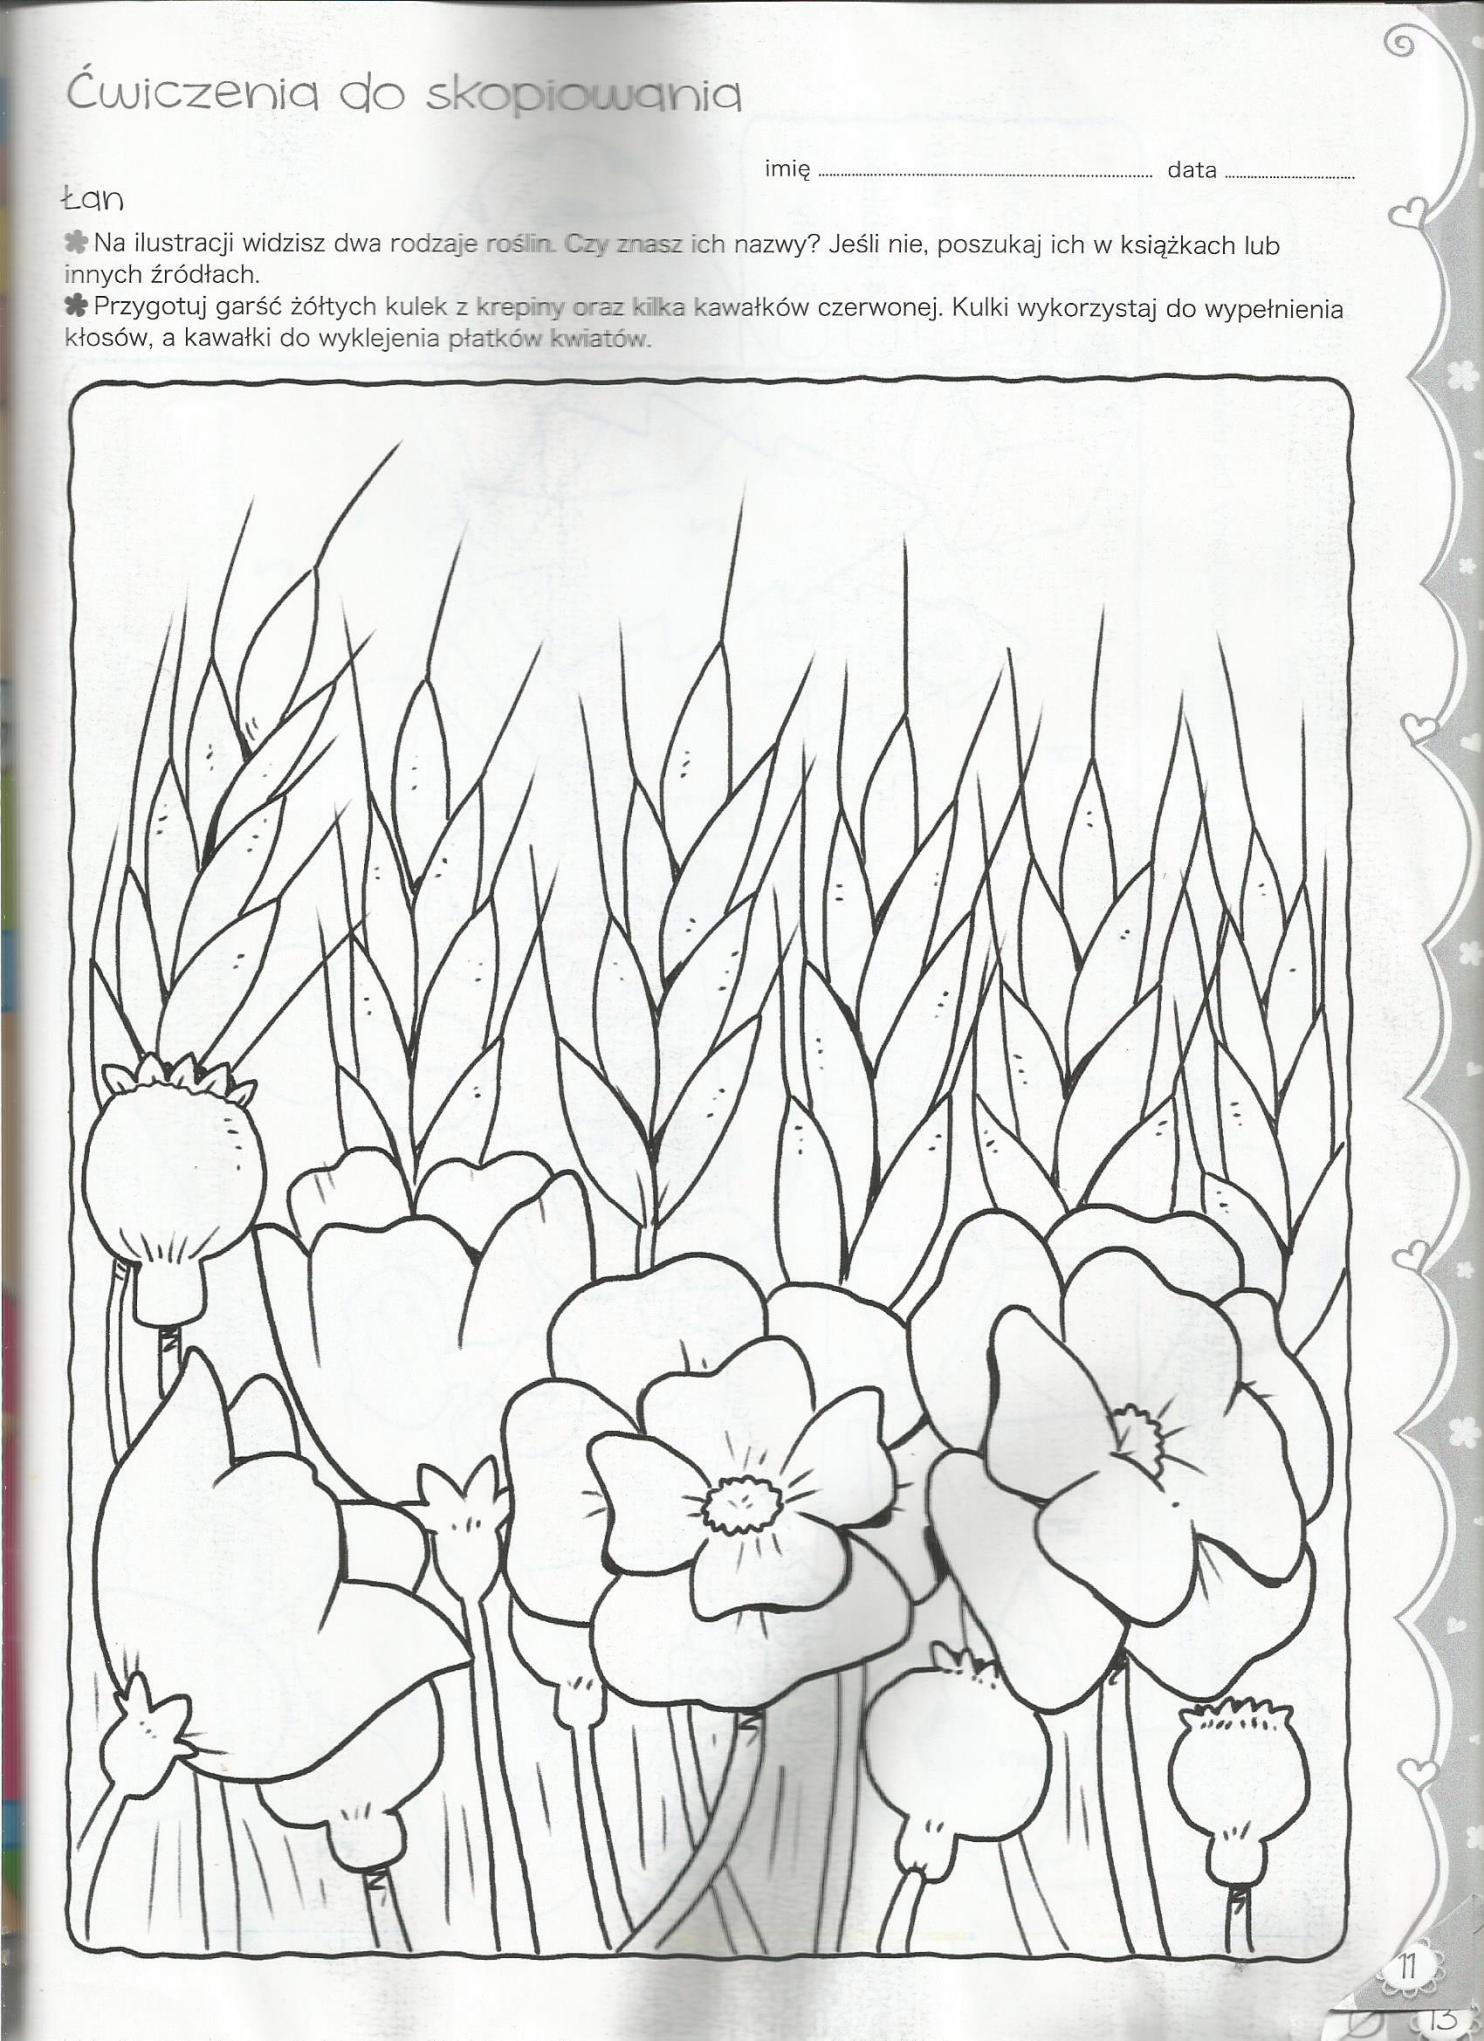 Ćwiczenia do skopiowania
imię ........................ data ............
Łan
Na ilustracji widzisz dwa rodzaje roślin. Czy znasz ich nazwy? Jeśli nie, poszukaj ich w książkach lub
innych źródłach.
Przygotuj garść żółtych kulek z krepiny oraz kilka kawałków czerwonej. Kulki wykorzystaj do wypełnienia
kłosów, a kawałki do wyklejenia płatków kwiatów.
11
13